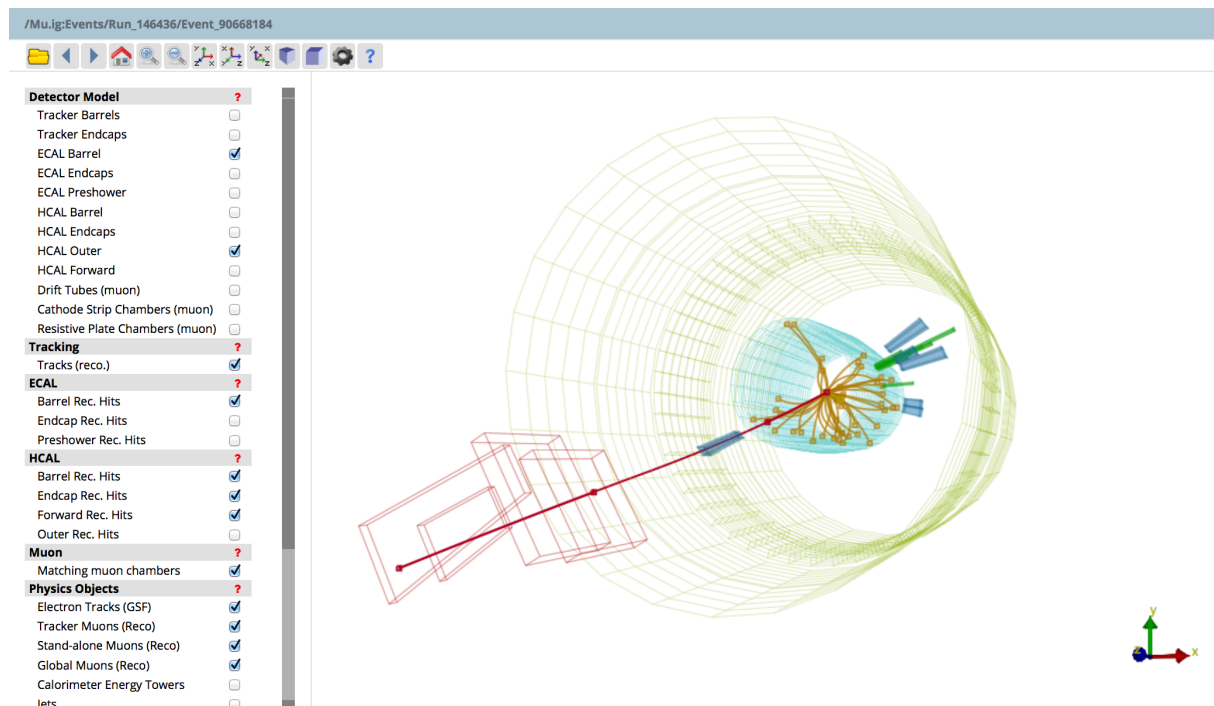 /Mu.ig:Events/Run_146436/Event_90668184
?
Detector Model ?
Tracker Barrels
Tracker Endcaps
ECAL Barrel
ECAL Endcaps
ECAL Preshower
HCAL Barrel
HCAL Endcaps
HCAL Outer
HCAL Forward
Drift Tubes (muon)
Cathode Strip Chambers (muon)
Resistive Plate Chambers (muon)
Tracking ?
Tracks (reco.)
ECAL ?
Barrel Rec. Hits
Endcap Rec. Hits
Preshower Rec. Hits
HCAL ?
Barrel Rec. Hits
Endcap Rec. Hits
Forward Rec. Hits
Outer Rec. Hits
Muon ?
Matching muon chambers
Physics Objects ?
Electron Tracks (GSF)
Tracker Muons (Reco)
Stand-alone Muons (Reco)
Global Muons (Reco)
Calorimeter Energy Towers
Jets
y
z x